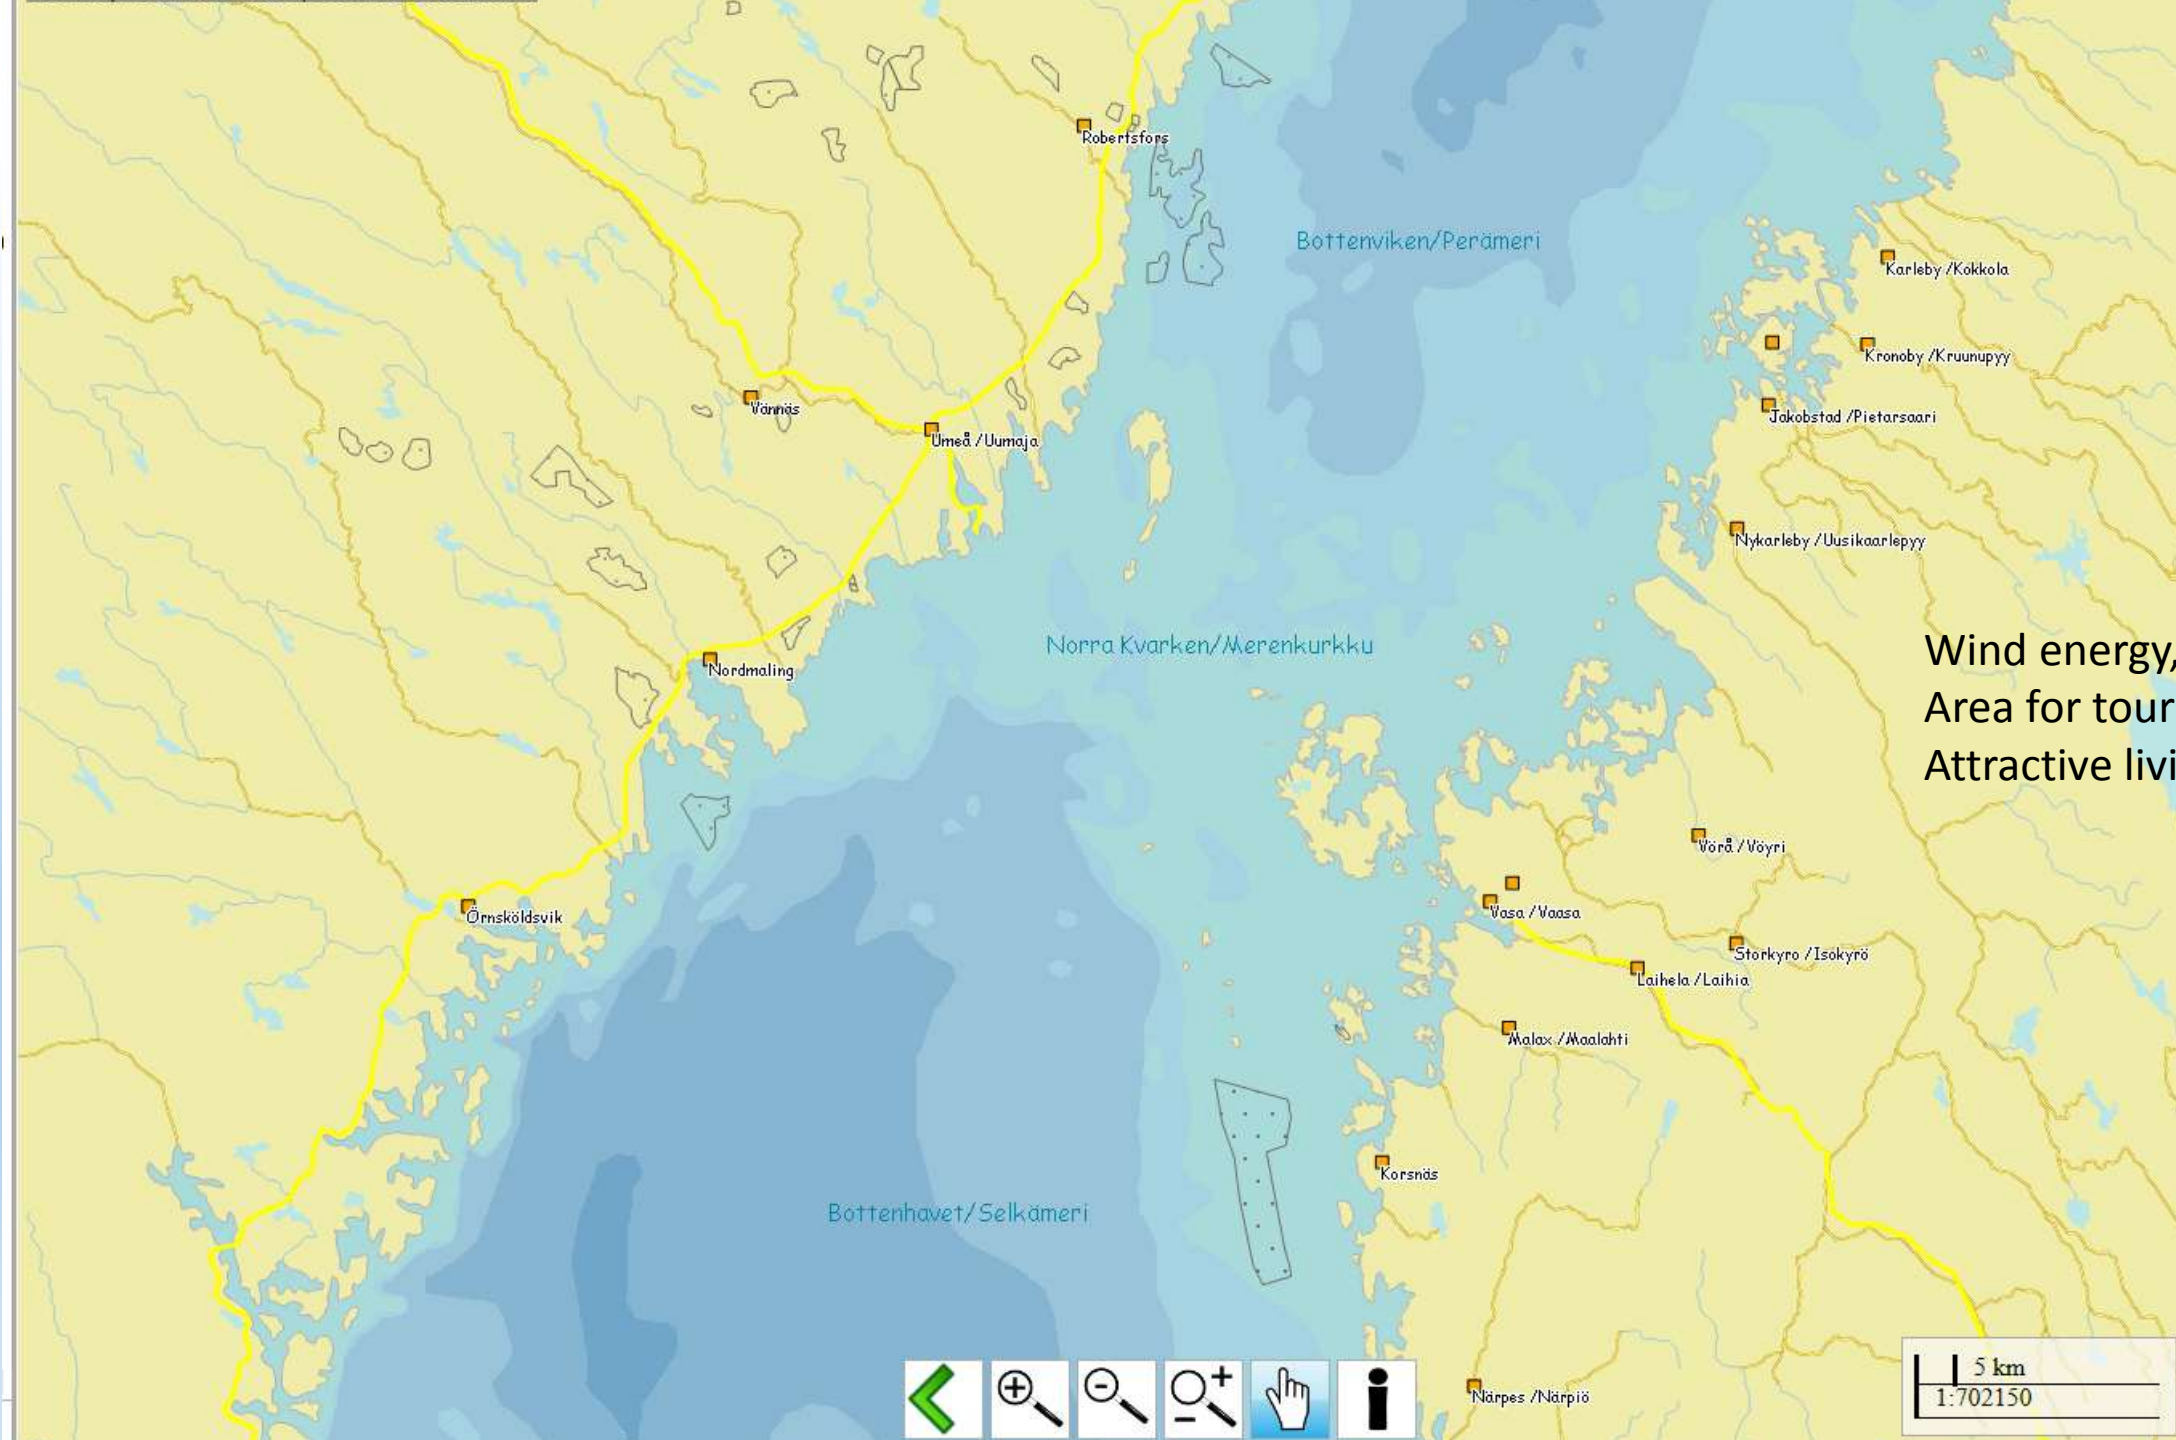 Robertsfors
Bottenviken/Perämeri
Karleby /Kokkola
Kronoby /Kruunupyy
Vännäs
Jakobstad /Pietarsaari
Umeå /Uumaja
Nykarleby /Uusikaarlepyy
Norra Kvarken/Merenkurkku
Wind energy,
Area for tour
Attractive livi
Nordmaling
Vörå /Vöyri
Örnsköldsvik
Vasa /Vaasa
Storkyro /Isokyrö
Laihela /Laihia
Malax /Maalahti
Korsnäs
Bottenhavet/Selkämeri
5 km
Närpes /Närpiö
1:702150